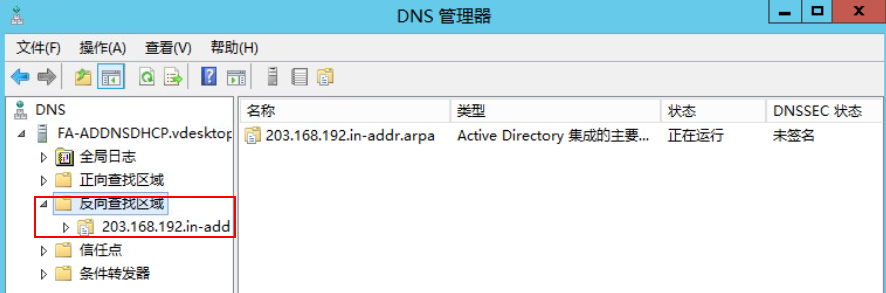 DNS 管理器
文件(F) 操作(A) 查看(V) 帮助(H)
DNS
FA-ADDNSDHCP.vdesktop
全局日志
正向查找区域
反向查找区域
203.168.192.in-add
信任点
条件转发器
名称 类型 状态 DNSSEC 状态
203.168.192.in-addr.arpa Active Directory 集成的主要... 正在运行 未签名